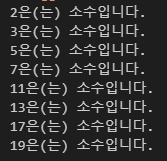 2은(는) 소수입니다.
3은(는) 소수입니다.
5은(는) 소수입니다.
7은(는) 소수입니다.
11은(는) 소수입니다.
13은(는) 소수입니다.
17은(는) 소수입니다.
19은(는) 소수입니다.